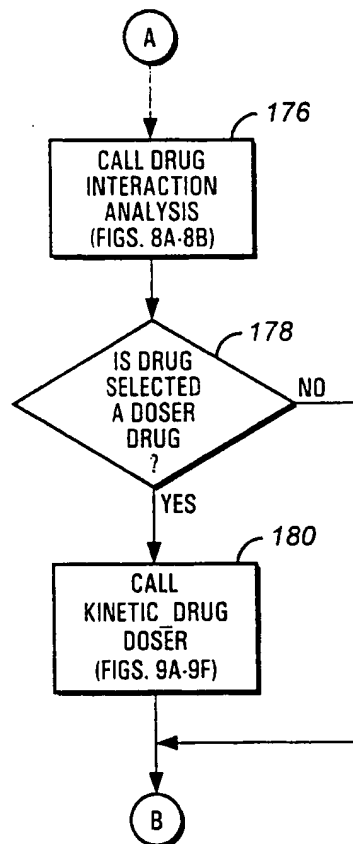 A
176
CALL DRUG
INTERACTION
ANALYSIS
(FIGS. 8A-8B)
178
IS DRUG
SELECTED
A DOSER
DRUG
?
NO
YES
180
CALL
KINETIC_DRUG
DOSER
(FIGS. 9A-9F)
B